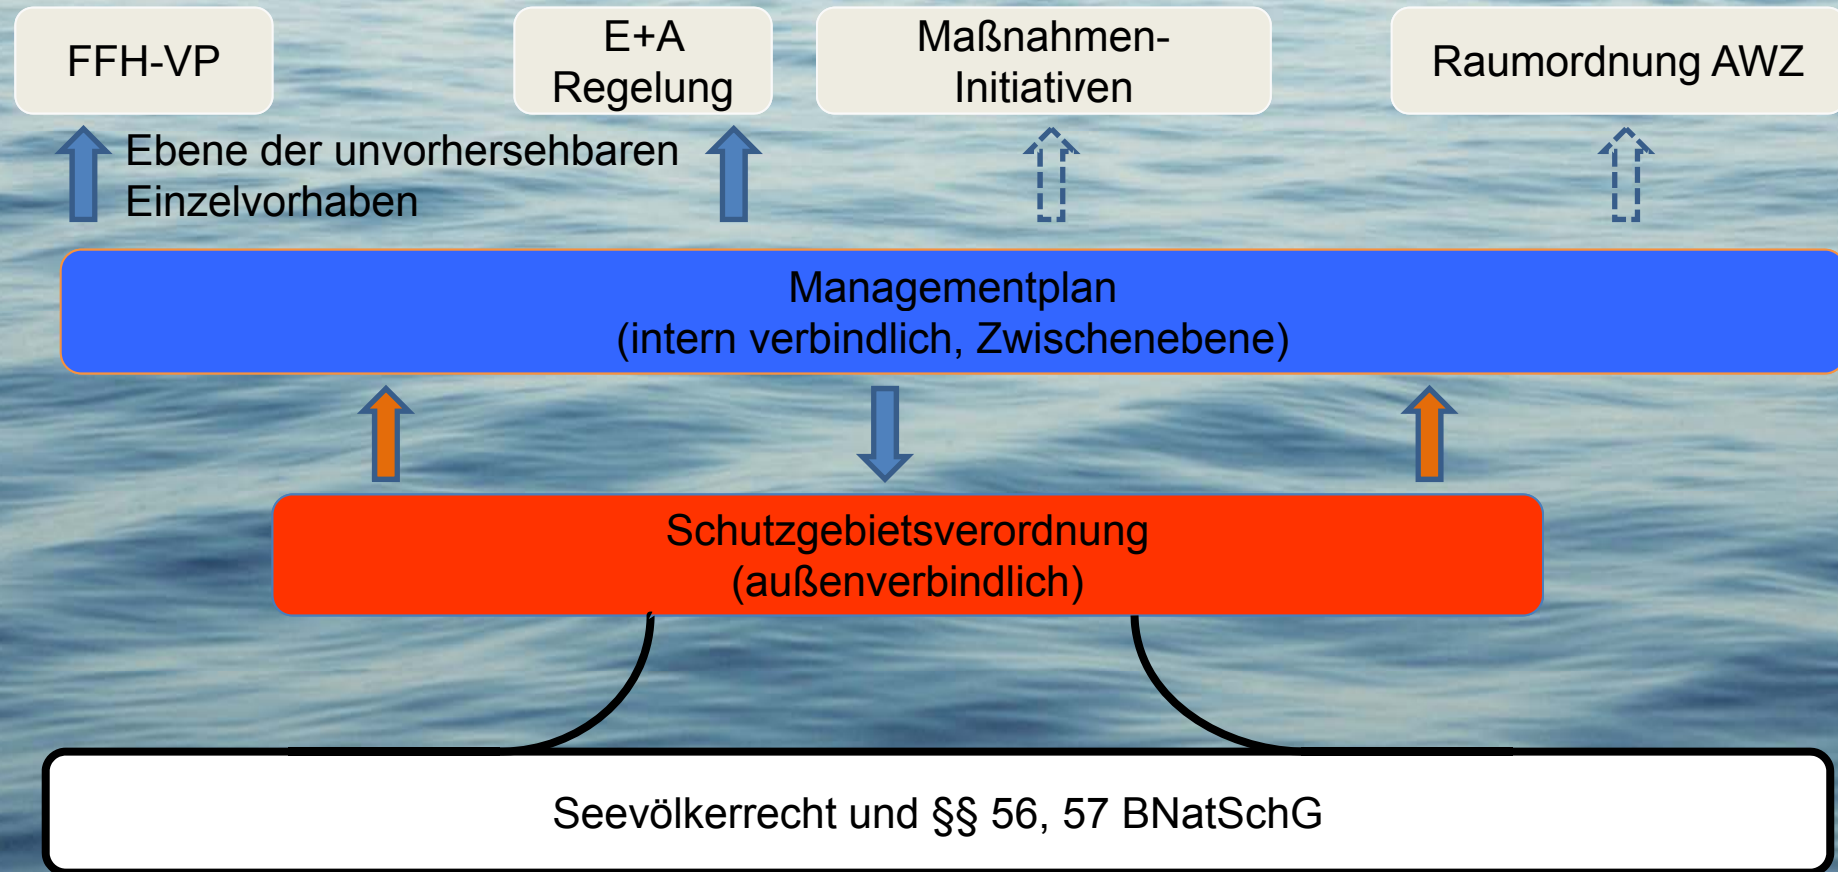 FFH-VP
E+A
Regelung
Maßnahmen-
Initiativen
Raumordnung AWZ
Ebene der unvorhersehbaren
Einzelvorhaben
Managementplan
(intern verbindlich, Zwischenebene)
Schutzgebietsverordnung
(außenverbindlich)
Seevölkerrecht und §§ 56, 57 BNatSchG